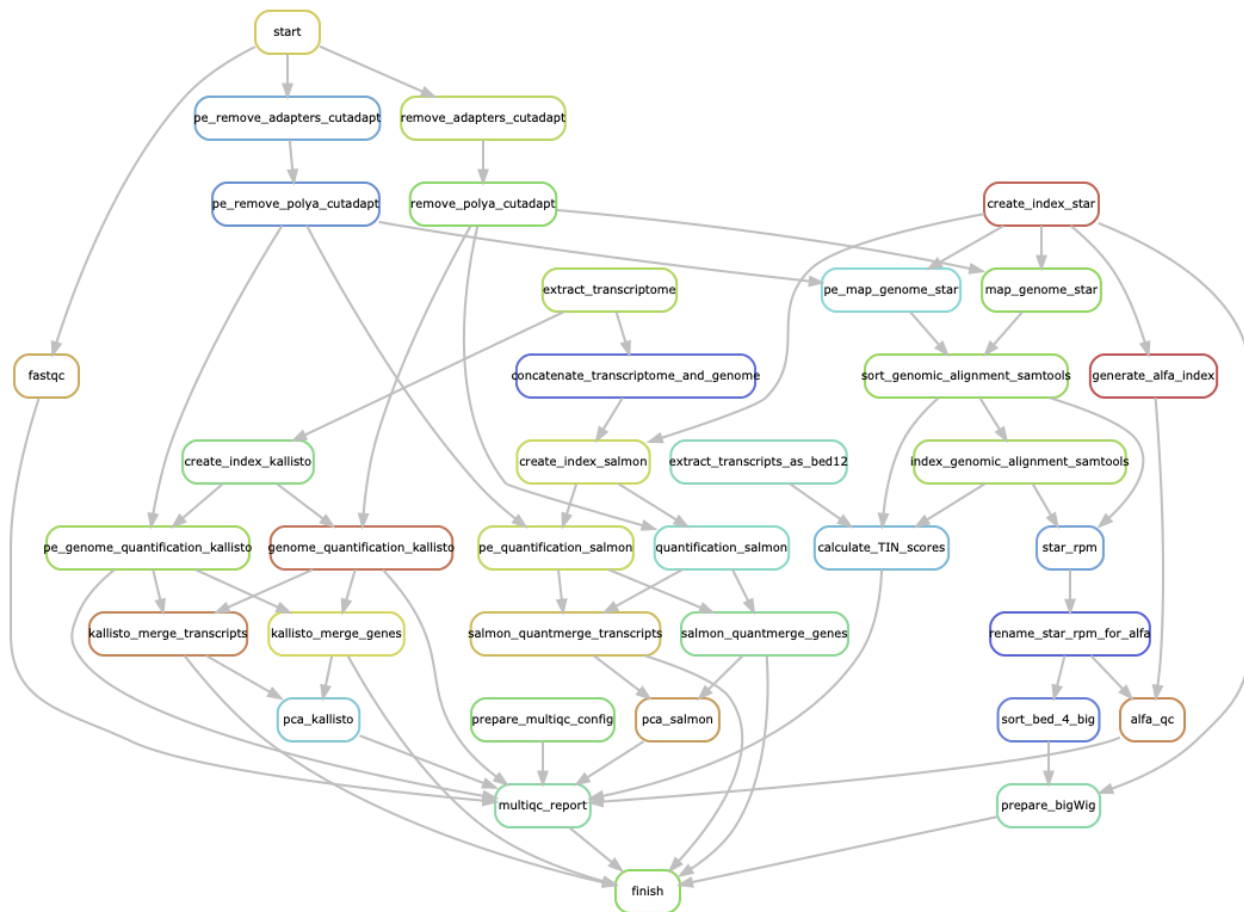 start
pe_remove_adapters_cutadapt
remove_adapters_cutadapt
pe_remove_polya_cutadapt
remove_polya_cutadapt
create_index_star
extract_transcriptome
pe_map_genome_star
map_genome_star
fastqc
concatenate_transcriptome_and_genome
sort_genomic_alignment_samtools
generate_alfa_index
create_index_kallisto
create_index_salmon
extract_transcripts_as_bed12
index_genomic_alignment_samtools
pe_genome_quantification_kallisto
genome_quantification_kallisto
pe_quantification_salmon
quantification_salmon
calculate_TIN_scores
star_rpm
kallisto_merge_transcripts
kallisto_merge_genes
salmon_quantmerge_transcripts
salmon_quantmerge_genes
rename_star_rpm_for_alfa
pca_kallisto
prepare_multiqc_config
pca_salmon
sort_bed_4_big
alfa_qc
multiqc_report
prepare_bigWig
finish